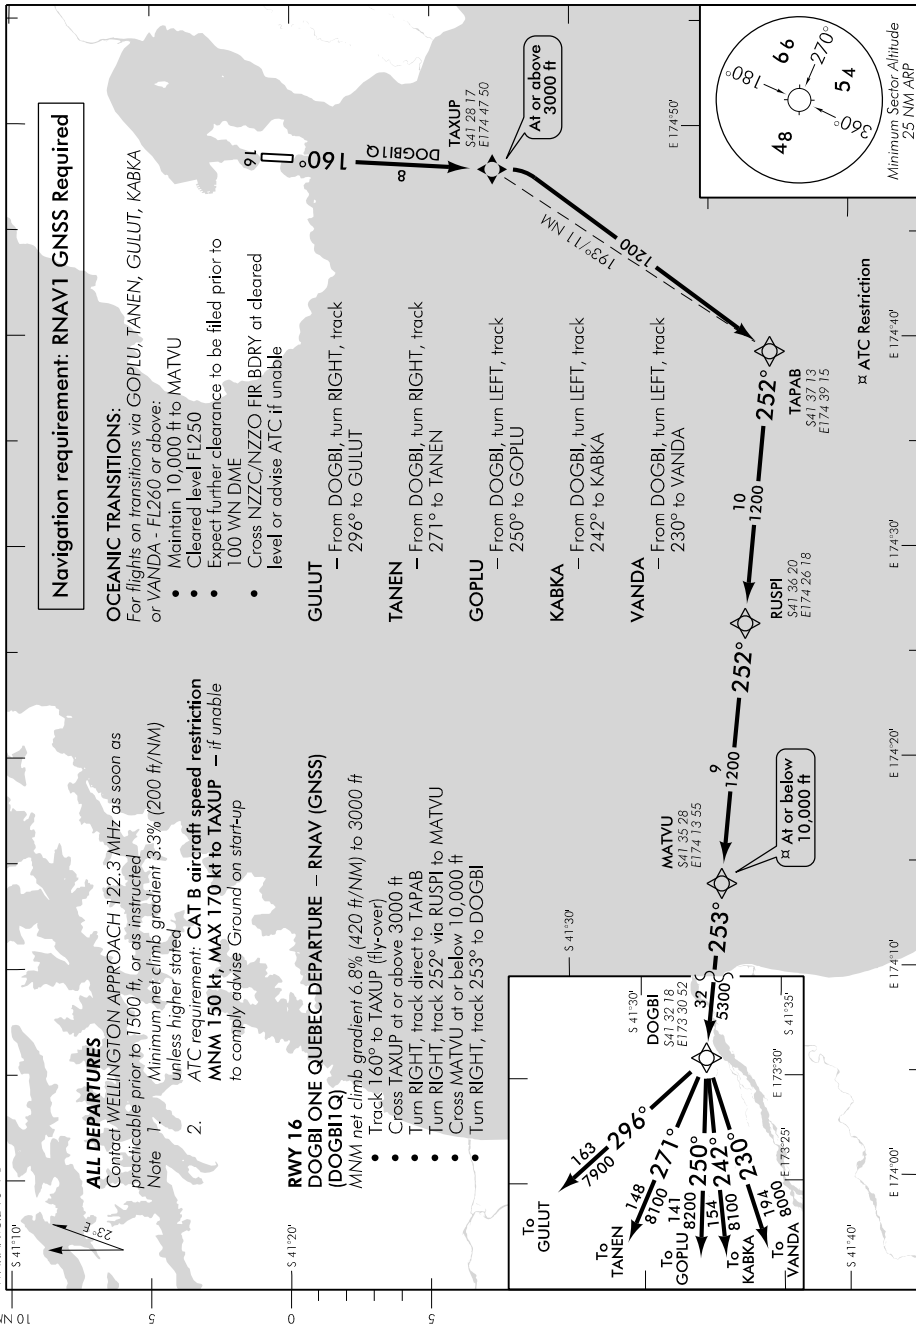 Navigation requirement: RNAV1 GNSS Required
ALL DEPARTURES
Contact WELLINGTON APPROACH 122.3 MHz as soon as
practicable prior to 1500 ft, or as instructed
Note 1. Minimum net climb gradient 3.3% (200 ft/NM)
unless higher stated
2. ATC requirement: CAT B aircraft speed restriction
MNM 150 kt, MAX 170 kt to TAXUP – if unable
to comply advise Ground on start-up
RWY 16
DOGBI ONE QUEBEC DEPARTURE – RNAV (GNSS)
(DOGBI1Q)
MNM net climb gradient 6.8% (420 ft/NM) to 3000 ft
• Track 160° to TAXUP (fly-over)
• Cross TAXUP at or above 3000 ft
• Turn RIGHT, track direct to TAPAB
• Turn RIGHT, track 252° via RUSPI to MATVU
• Cross MATVU at or below 10,000 ft
• Turn RIGHT, track 253° to DOGBI
OCEANIC TRANSITIONS:
For flights on transitions via GOPLU, TANEN, GULUT, KABKA
or VANDA - FL260 or above:
• Maintain 10,000 ft to MATVU
• Cleared level FL250
• Expect further clearance to be filed prior to
100 WN DME
• Cross NZZC/NZZO FIR BDRY at cleared
level or advise ATC if unable
GULUT – From DOGBI, turn RIGHT, track
296° to GULUT
TANEN – From DOGBI, turn RIGHT, track
271° to TANEN
GOPLU – From DOGBI, turn LEFT, track
250° to GOPLU
KABKA – From DOGBI, turn LEFT, track
242° to KABKA
VANDA – From DOGBI, turn LEFT, track
230° to VANDA
16
160°
8
DOGBI1Q
TAXUP
S41 28 17
E174 47 50
At or above
3000 ft
193°/11 NM
1200
TAPAB
S41 37 13
E174 39 15
252°
10
1200
RUSPI
S41 36 20
E174 26 18
252°
9
1200
MATVU
S41 35 28
E174 13 55
¤ At or below
10,000 ft
253°
32
5300
DOGBI
S41 32 18
E173 30 52
163
296°
7900
To
GULUT
148
271°
8100
To
TANEN
141
250°
8200
To
GOPLU
154
242°
8100
To
KABKA
230°
194
8000
To
VANDA
S 41°30'
S 41°35'
E 173°30'
E 173°25'
¤ ATC Restriction
180°
270°
360°
66
54
48
Minimum Sector Altitude
25 NM ARP
23° E
S 41°10'
S 41°20'
S 41°30'
S 41°40'
E 174°00'
E 174°10'
E 174°20'
E 174°30'
E 174°40'
E 174°50'
10 NM
5
0
5